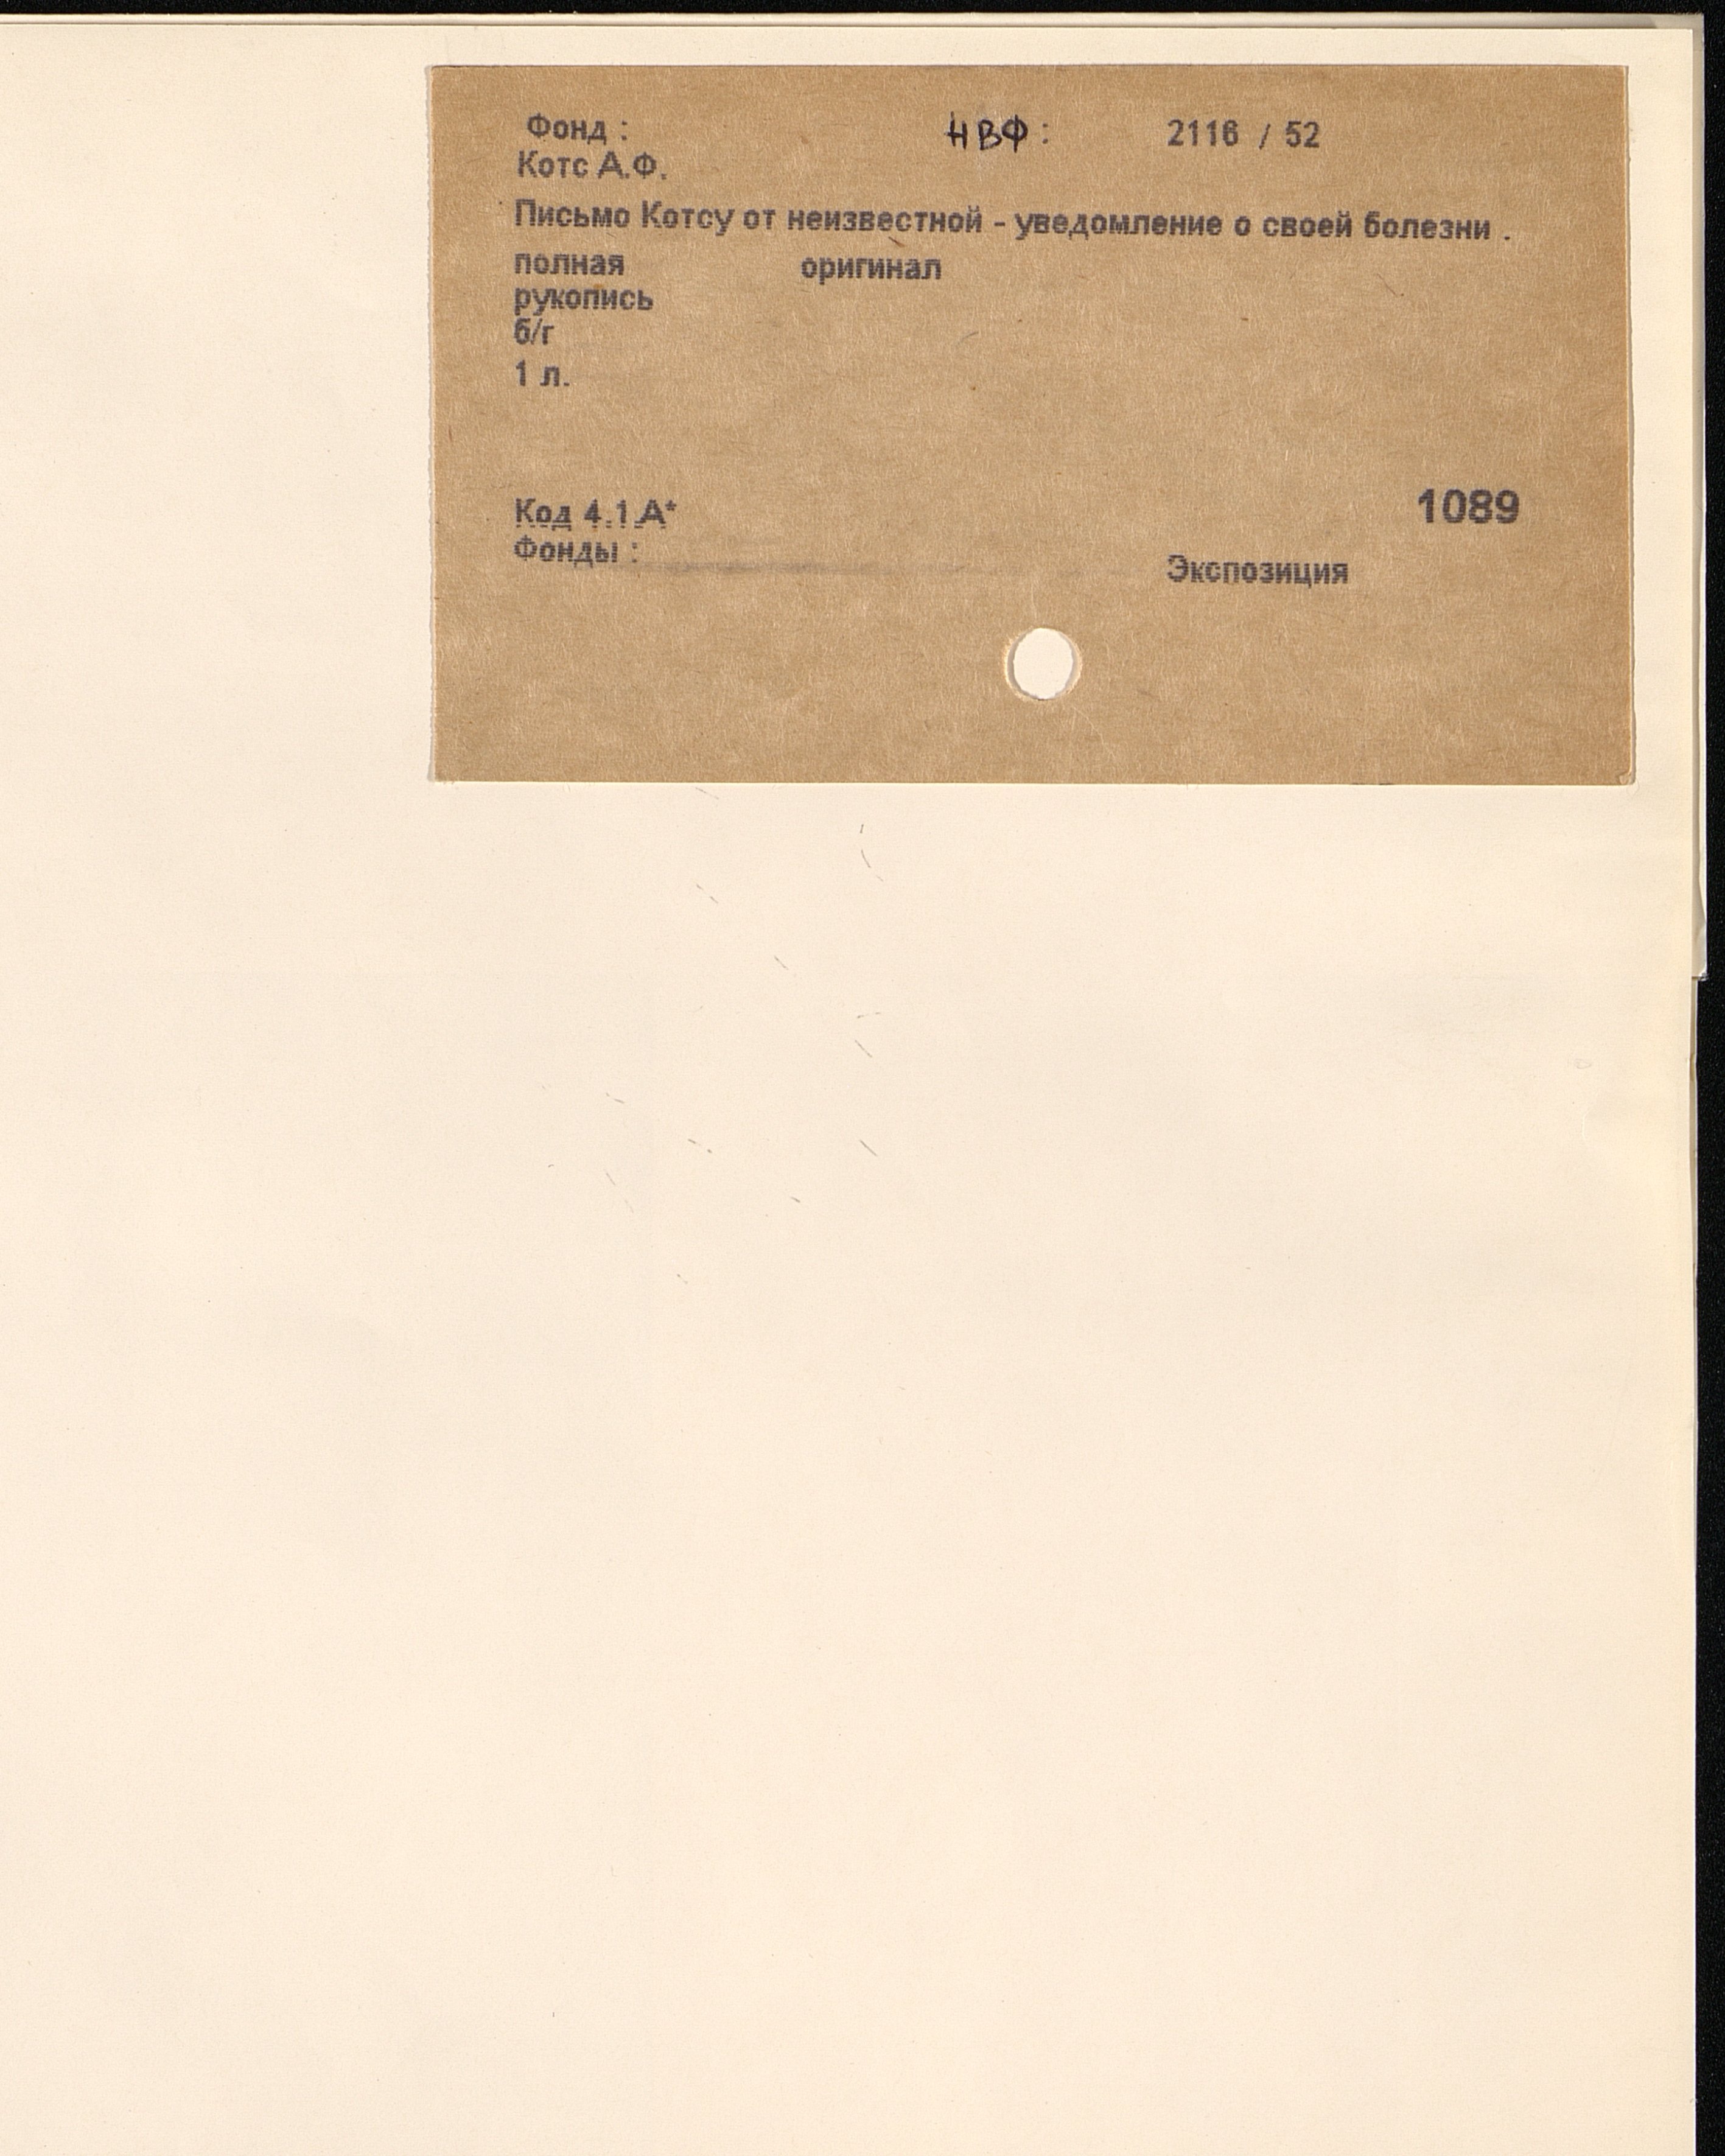 Фонд : НВФ : 2116 / 52
Котс А.Ф.
Письмо Котсу от неизвестной - уведомление о своей болезни .
полная оригинал
рукопись
б/г
1 л.
Код 4.1.А* 1089
Фонды : Экспозиция